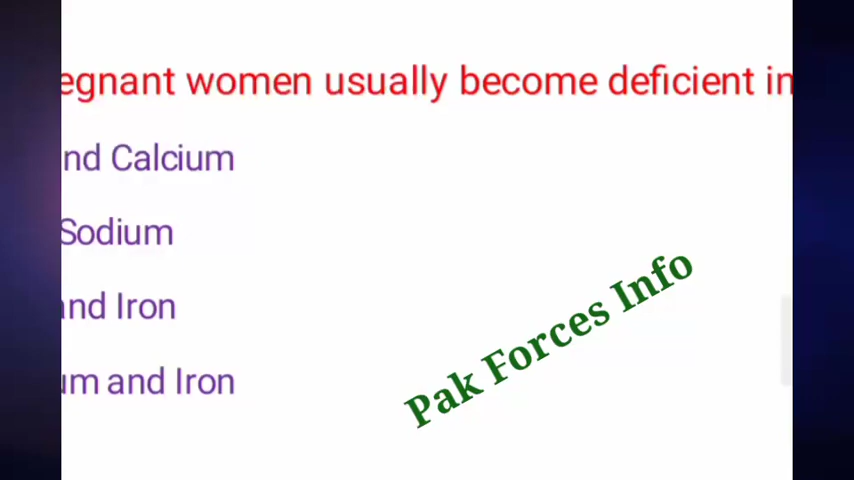 egnant women usually become deficient in
nd Calcium
Sodium
and Iron
um and Iron
Pak Forces Info